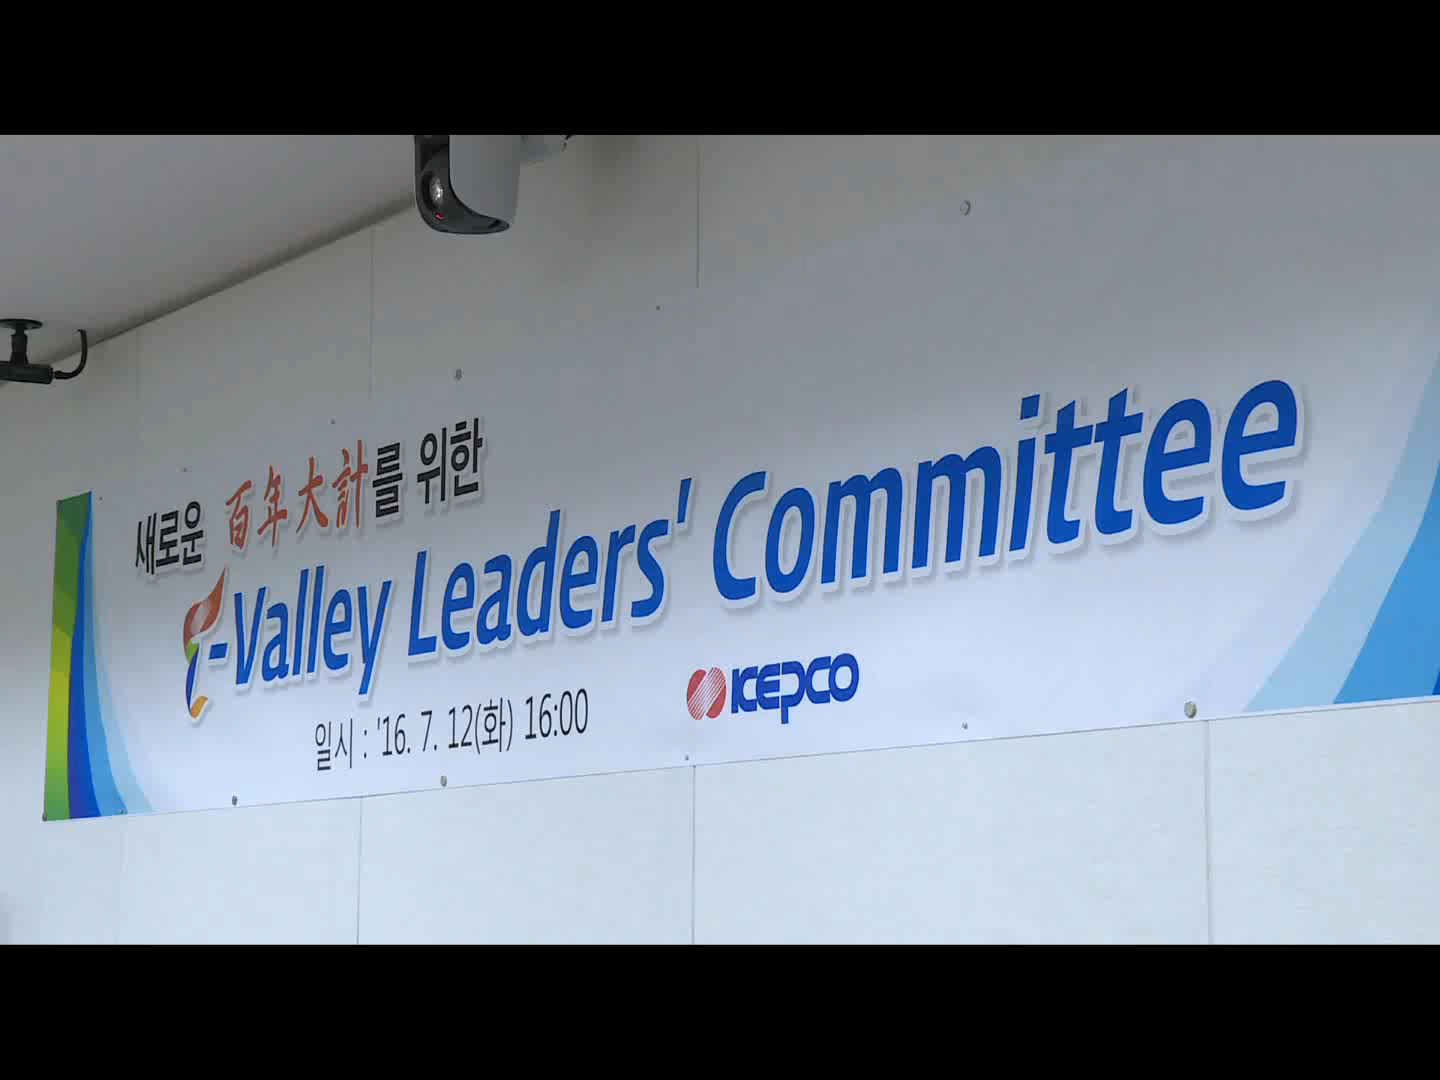 새로운 百年大計를 위한
i-Valley Leaders' Committee
일시 : '16. 7. 12(화) 16:00
KEPCO